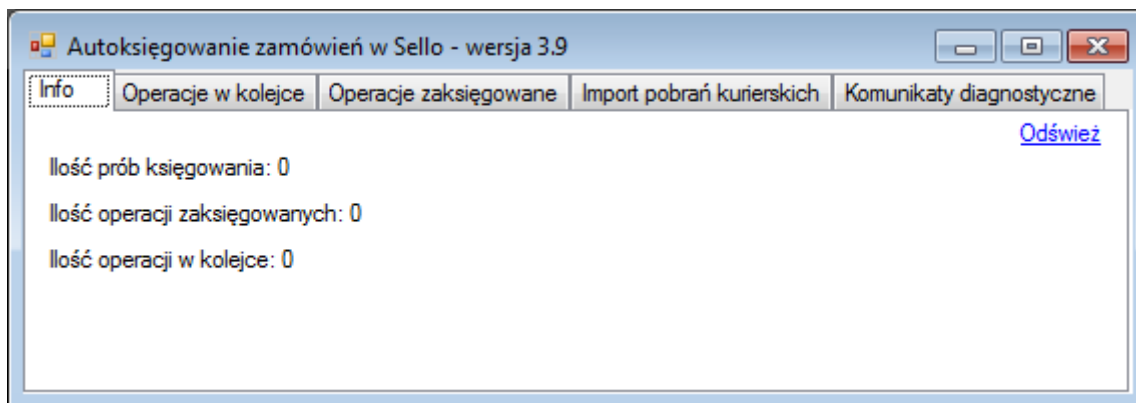 Autoksięgowanie zamówień w Sello - wersja 3.9
Info Operacje w kolejce Operacje zaksięgowane Import pobrań kurierskich Komunikaty diagnostyczne
Odśwież
Ilość prób księgowania: 0
Ilość operacji zaksięgowanych: 0
Ilość operacji w kolejce: 0